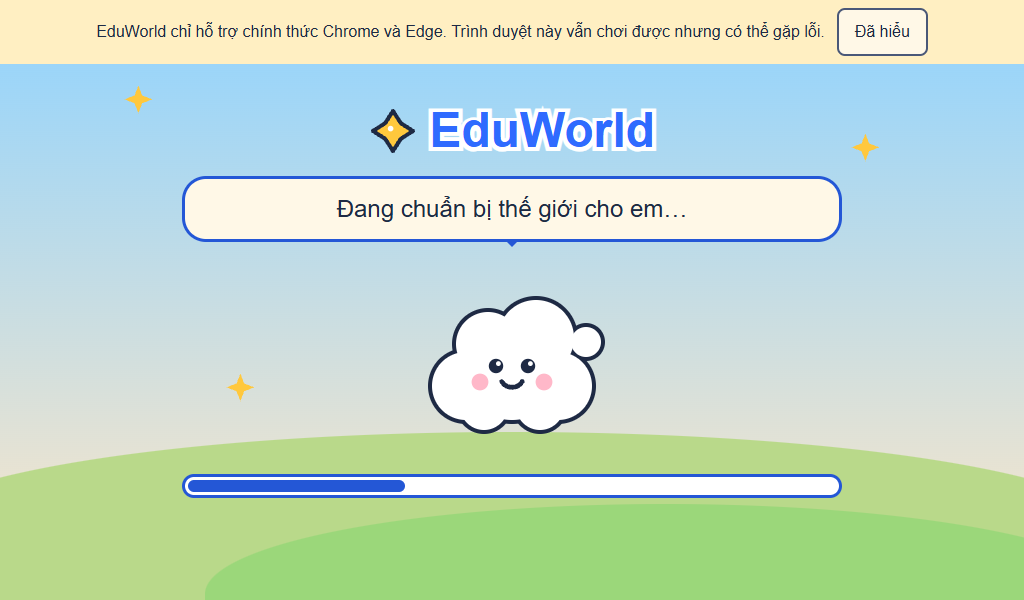 EduWorld chỉ hỗ trợ chính thức Chrome và Edge. Trình duyệt này vẫn chơi được nhưng có thể gặp lỗi.
Đã hiểu
EduWorld
Đang chuẩn bị thế giới cho em…